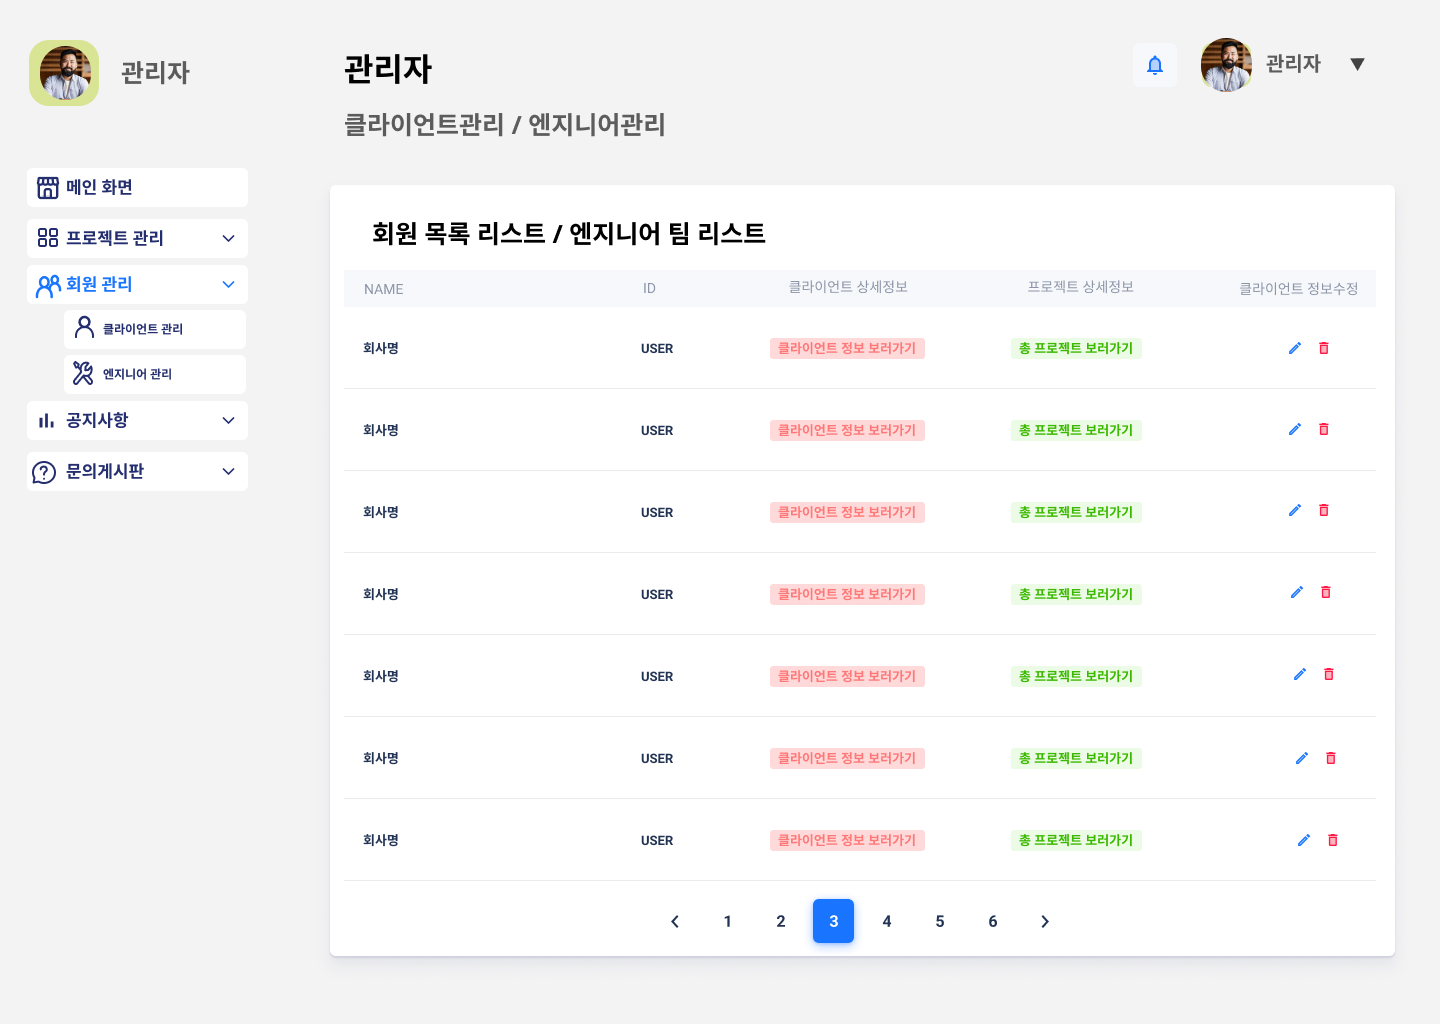 관리자
관리자
관리자 ▼
클라이언트관리 / 엔지니어관리
메인 화면
프로젝트 관리
회원 관리
클라이언트 관리
엔지니어 관리
공지사항
문의게시판
회원 목록 리스트 / 엔지니어 팀 리스트
NAME ID 클라이언트 상세정보 프로젝트 상세정보 클라이언트 정보수정
회사명 USER 클라이언트 정보 보러가기 총 프로젝트 보러가기
회사명 USER 클라이언트 정보 보러가기 총 프로젝트 보러가기
회사명 USER 클라이언트 정보 보러가기 총 프로젝트 보러가기
회사명 USER 클라이언트 정보 보러가기 총 프로젝트 보러가기
회사명 USER 클라이언트 정보 보러가기 총 프로젝트 보러가기
회사명 USER 클라이언트 정보 보러가기 총 프로젝트 보러가기
회사명 USER 클라이언트 정보 보러가기 총 프로젝트 보러가기
1 2 3 4 5 6